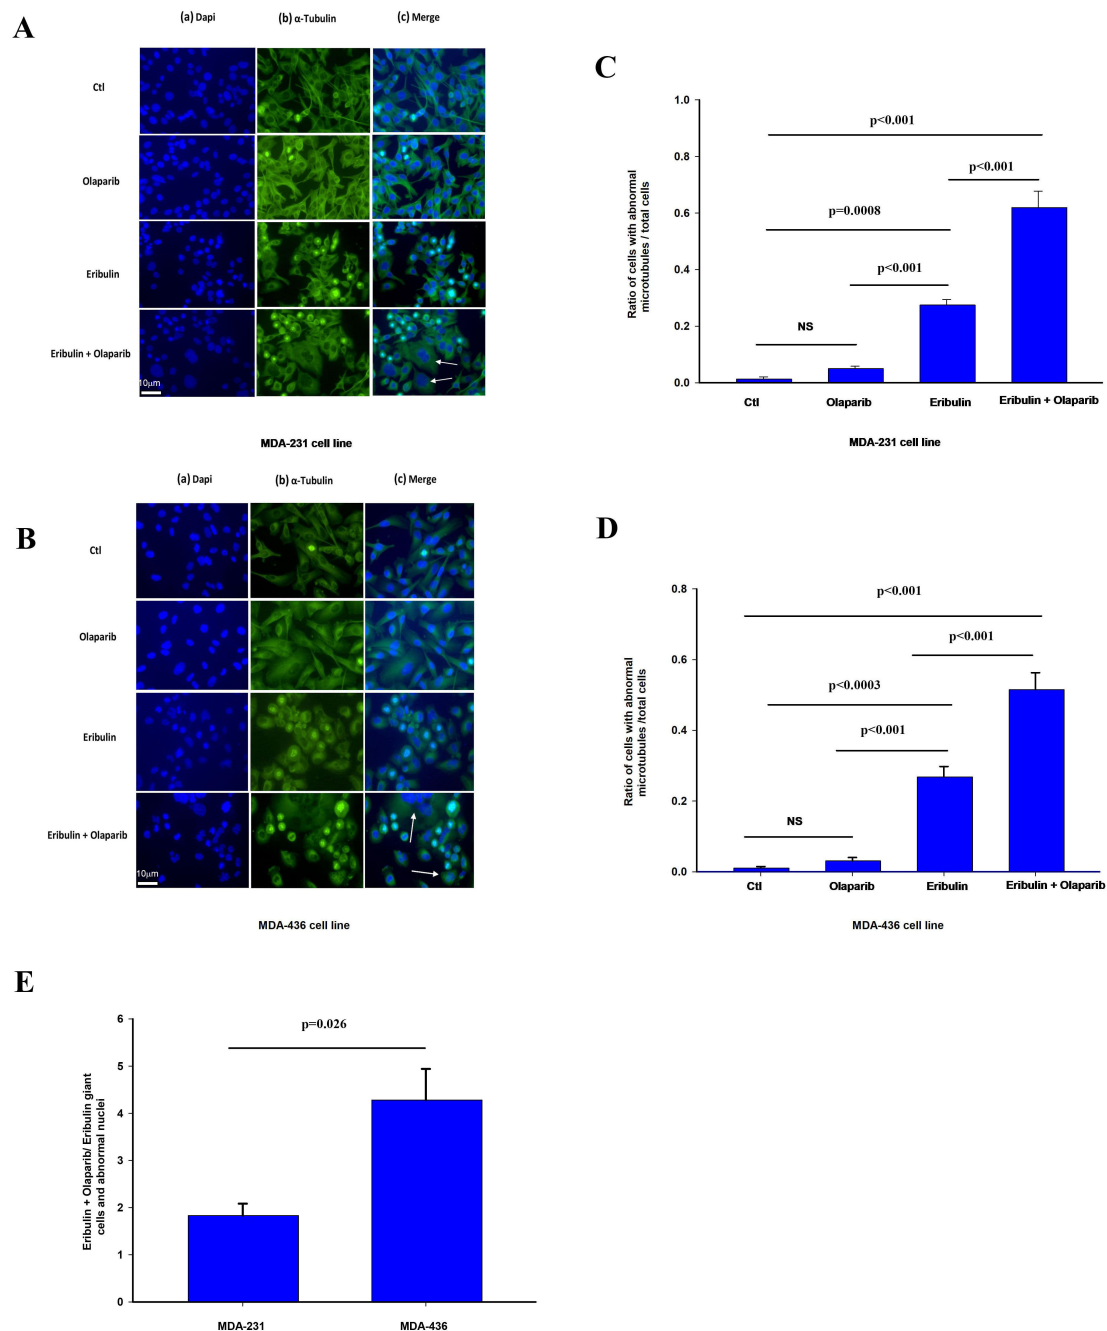 A
(a) Dapi
(b) α-Tubulin
(c) Merge
Ctl
Olaparib
Eribulin
Eribulin + Olaparib
10μm
MDA-231 cell line
B
(a) Dapi
(b) α-Tubulin
(c) Merge
Ctl
Olaparib
Eribulin
Eribulin + Olaparib
10μm
MDA-436 cell line
C
Ratio of cells with abnormal
microtubules / total cells
1.0
0.8
0.6
0.4
0.2
0.0
p<0.001
p<0.001
p=0.0008
p<0.001
NS
Ctl
Olaparib
Eribulin
Eribulin + Olaparib
MDA-231 cell line
D
Ratio of cells with abnormal
microtubules /total cells
0.8
0.6
0.4
0.2
0.0
p<0.001
p<0.001
p<0.0003
p<0.001
NS
Ctl
Olaparib
Eribulin
Eribulin + Olaparib
MDA-436 cell line
E
Eribulin + Olaparib/ Eribulin giant
cells and abnormal nuclei
6
5
4
3
2
1
0
p=0.026
MDA-231
MDA-436